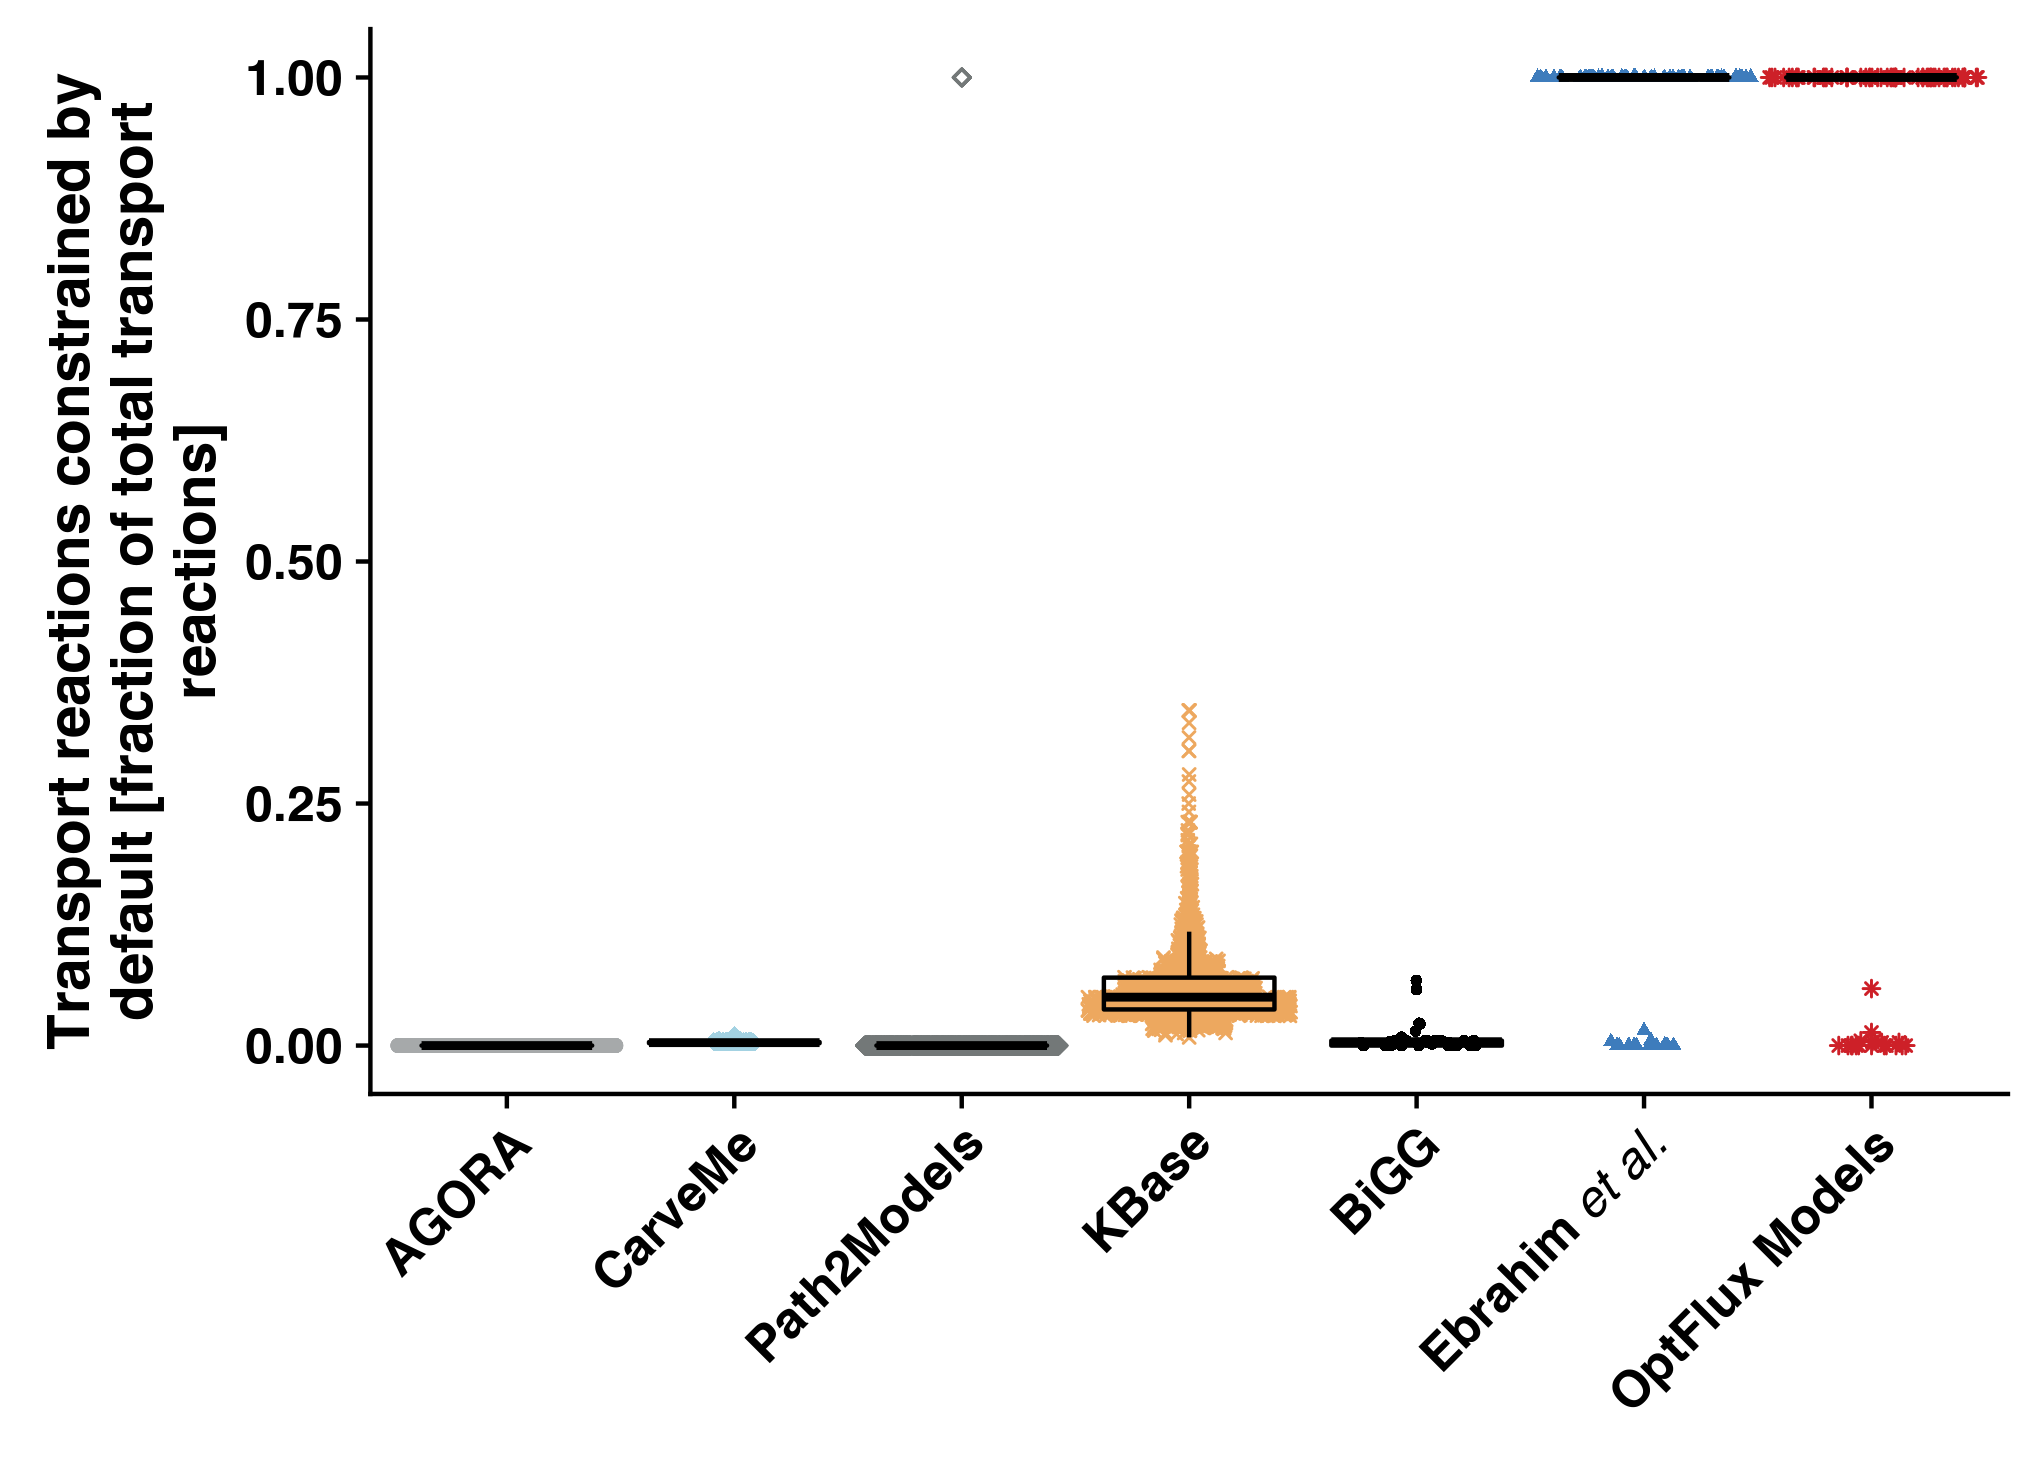 Transport reactions constrained by
default [fraction of total transport
reactions]
1.00
0.75
0.50
0.25
0.00
AGORA
CarveMe
Path2Models
KBase
BiGG
Ebrahim et al.
OptFlux Models